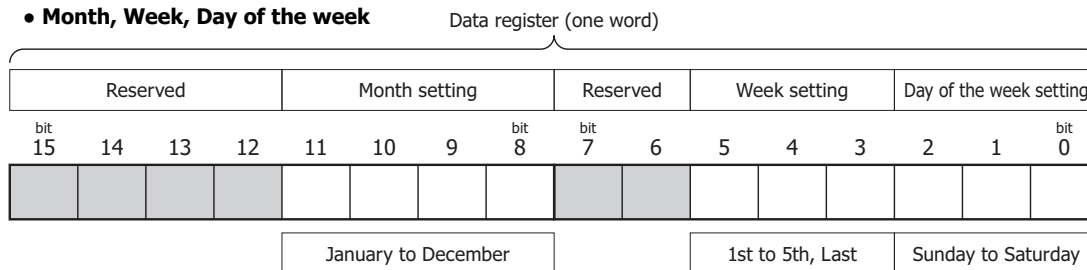 ● Month, Week, Day of the week
Data register (one word)
Reserved Month setting Reserved Week setting Day of the week setting
bit bit bit bit
15 14 13 12 11 10 9 8 7 6 5 4 3 2 1 0
January to December 1st to 5th, Last Sunday to Saturday